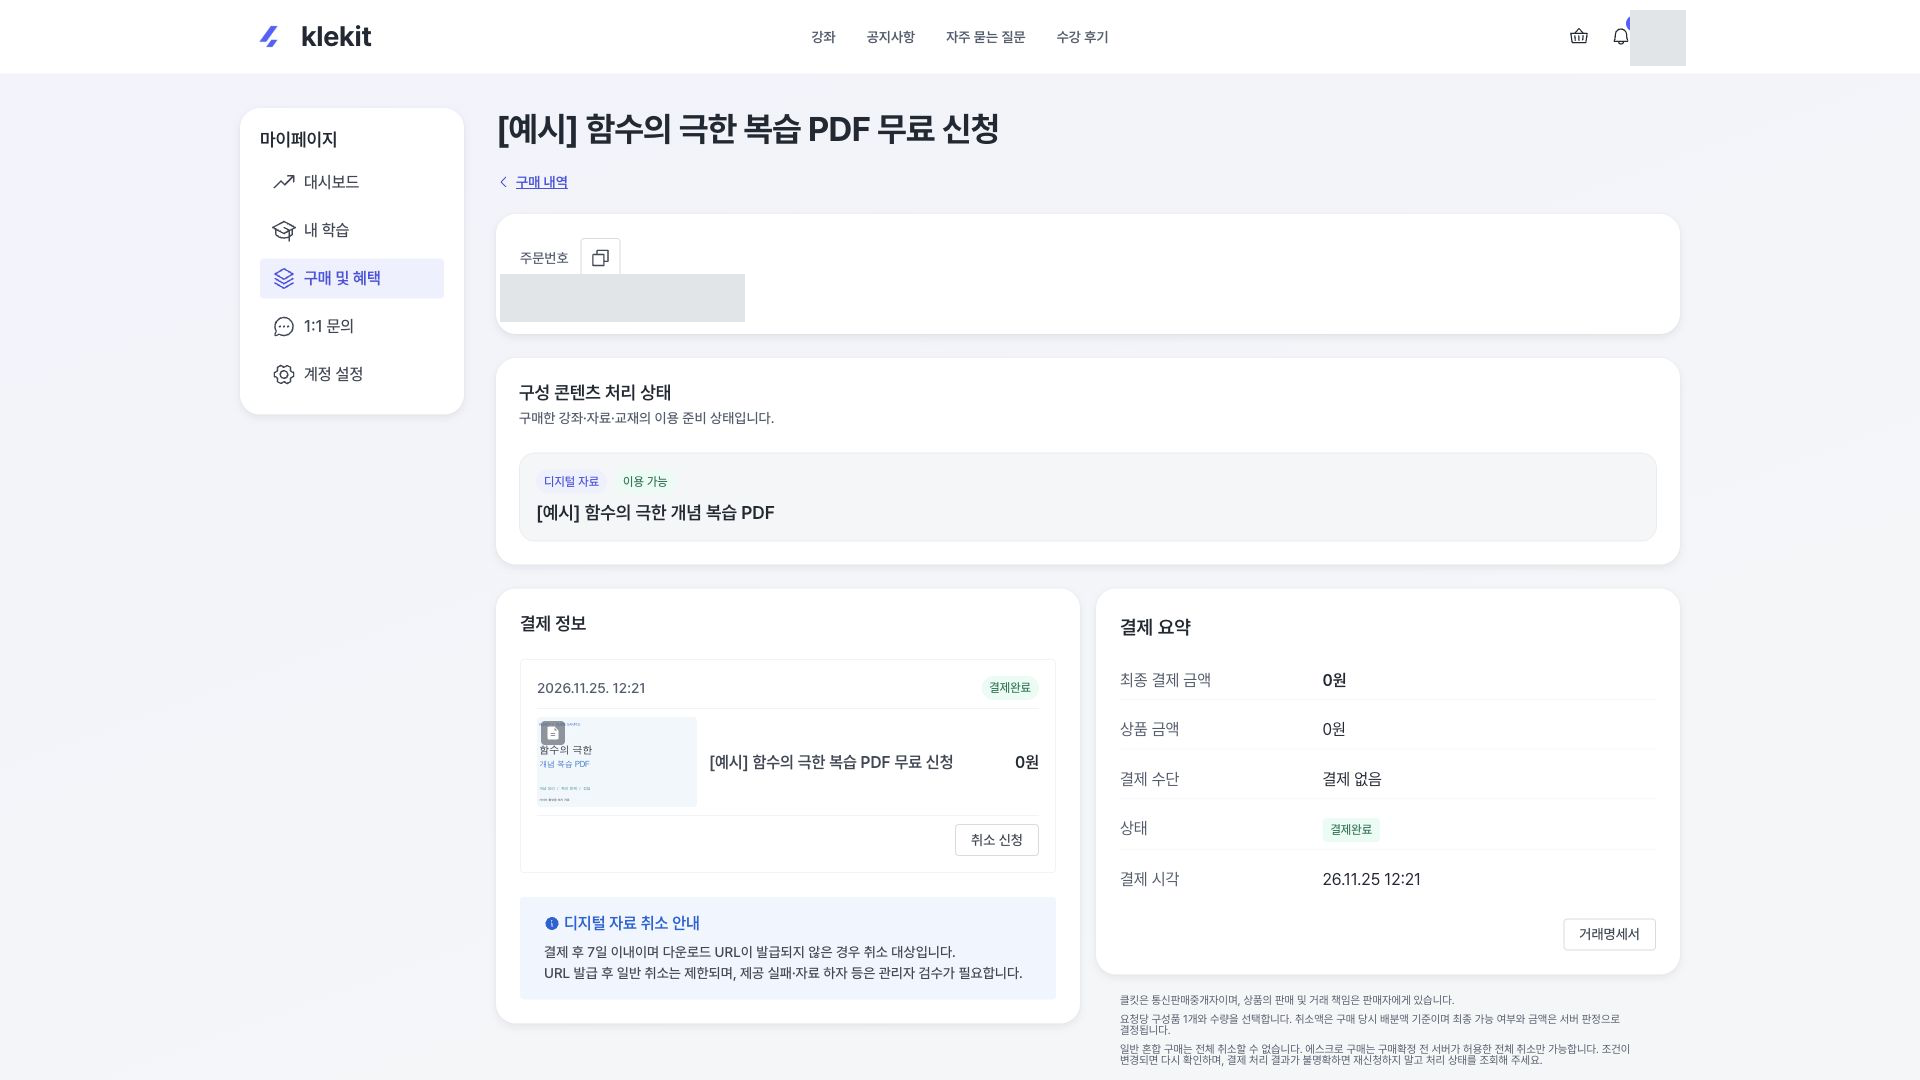 klekit
강좌
공지사항
자주 묻는 질문
수강 후기
마이페이지
대시보드
내 학습
구매 및 혜택
1:1 문의
계정 설정
[예시] 함수의 극한 복습 PDF 무료 신청
구매 내역
주문번호
구성 콘텐츠 처리 상태
구매한 강좌·자료·교재의 이용 준비 상태입니다.
디지털 자료 이용 가능
[예시] 함수의 극한 개념 복습 PDF
결제 정보
2026.11.25. 12:21 결제완료
함수의 극한
개념 복습 PDF
[예시] 함수의 극한 복습 PDF 무료 신청 0원
취소 신청
디지털 자료 취소 안내
결제 후 7일 이내이며 다운로드 URL이 발급되지 않은 경우 취소 대상입니다.
URL 발급 후 일반 취소는 제한되며, 제공 실패·자료 하자 등은 관리자 검수가 필요합니다.
결제 요약
최종 결제 금액 0원
상품 금액 0원
결제 수단 결제 없음
상태 결제완료
결제 시각 26.11.25 12:21
거래명세서
클킷은 통신판매중개자이며, 상품의 판매 및 거래 책임은 판매자에게 있습니다.
요청당 구성품 1개와 수량을 선택합니다. 취소액은 구매 당시 배분액 기준이며 최종 가능 여부와 금액은 서버 판정으로
결정됩니다.
일반 혼합 구매는 전체 취소할 수 없습니다. 에스크로 구매는 구매확정 전 서버가 허용한 전체 취소만 가능합니다. 조건이
변경되면 다시 확인하며, 결제 처리 결과가 불명확하면 재신청하지 말고 처리 상태를 조회해 주세요.